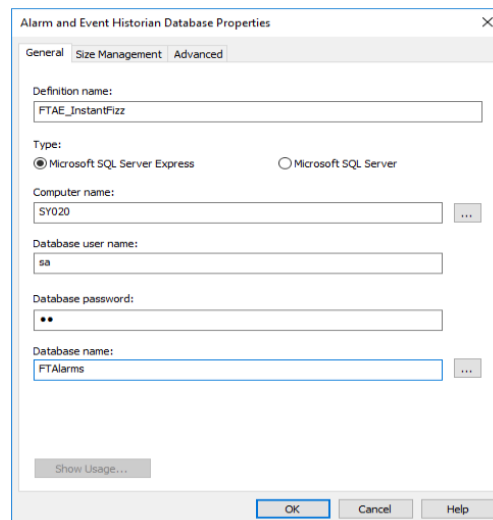 Alarm and Event Historian Database Properties
General Size Management Advanced
Definition name:
FTAE_InstantFizz
Type:
Microsoft SQL Server Express Microsoft SQL Server
Computer name:
SY020
...
Database user name:
sa
Database password:
••
Database name:
FTAlarms
...
Show Usage...
OK Cancel Help